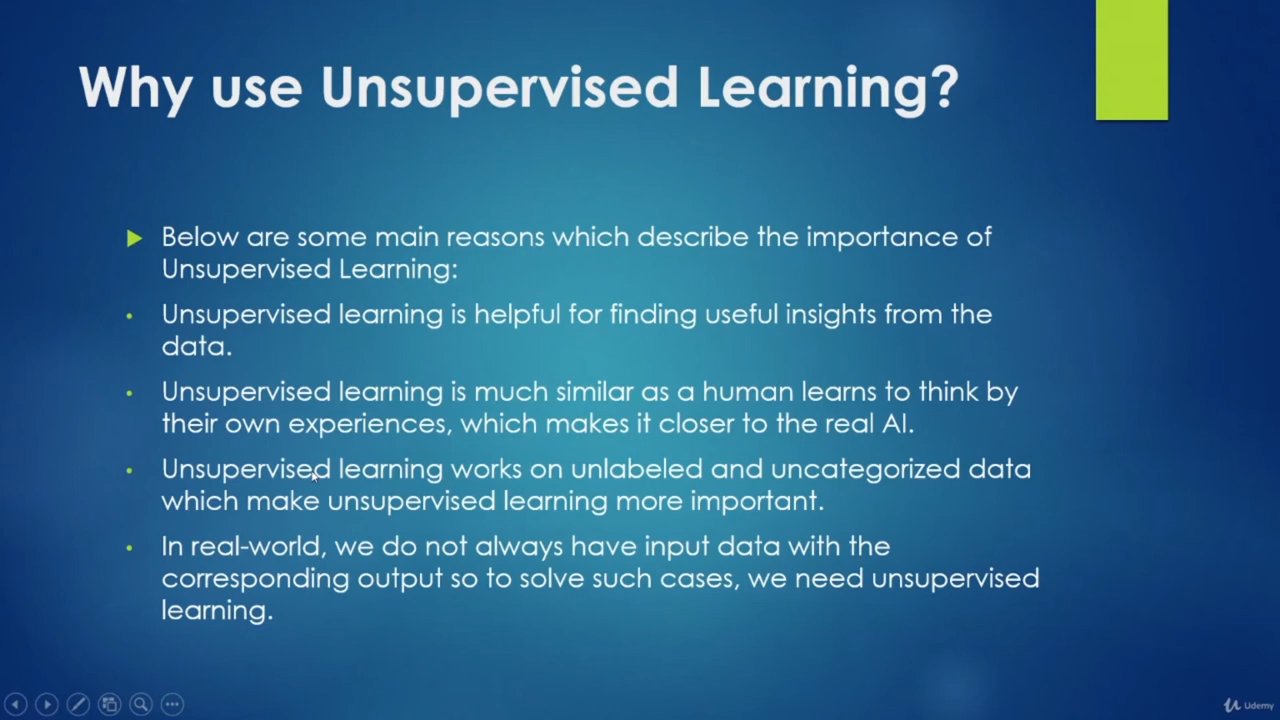 Why use Unsupervised Learning?
Below are some main reasons which describe the importance of
Unsupervised Learning:
Unsupervised learning is helpful for finding useful insights from the
data.
Unsupervised learning is much similar as a human learns to think by
their own experiences, which makes it closer to the real AI.
Unsupervised learning works on unlabeled and uncategorized data
which make unsupervised learning more important.
In real-world, we do not always have input data with the
corresponding output so to solve such cases, we need unsupervised
learning.
Udemy